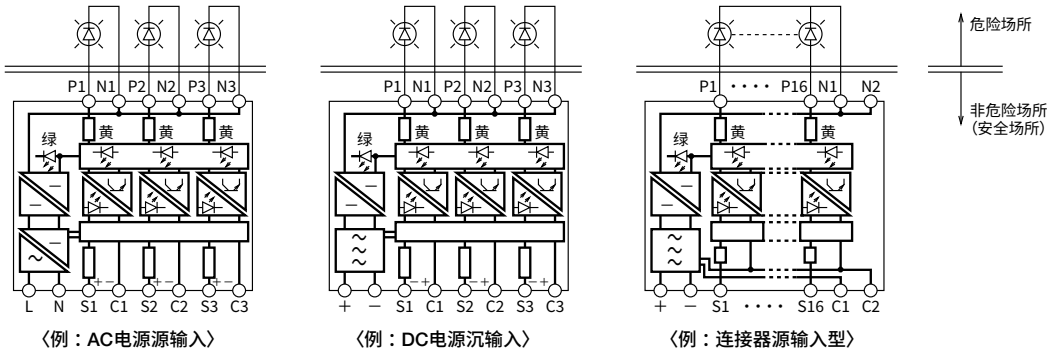 P1 N1 P2 N2 P3 N3
绿 黄 黄 黄
+ − + − + −
L N S1 C1 S2 C2 S3 C3
〈例：AC电源源输入〉
P1 N1 P2 N2 P3 N3
绿 黄 黄 黄
− + − + − +
+ − S1 C1 S2 C2 S3 C3
〈例：DC电源沉输入〉
P1 ···· P16 N1 N2
绿 黄 黄
+ − S1 ···· S16 C1 C2
〈例：连接器源输入型〉
危险场所
非危险场所
（安全场所）